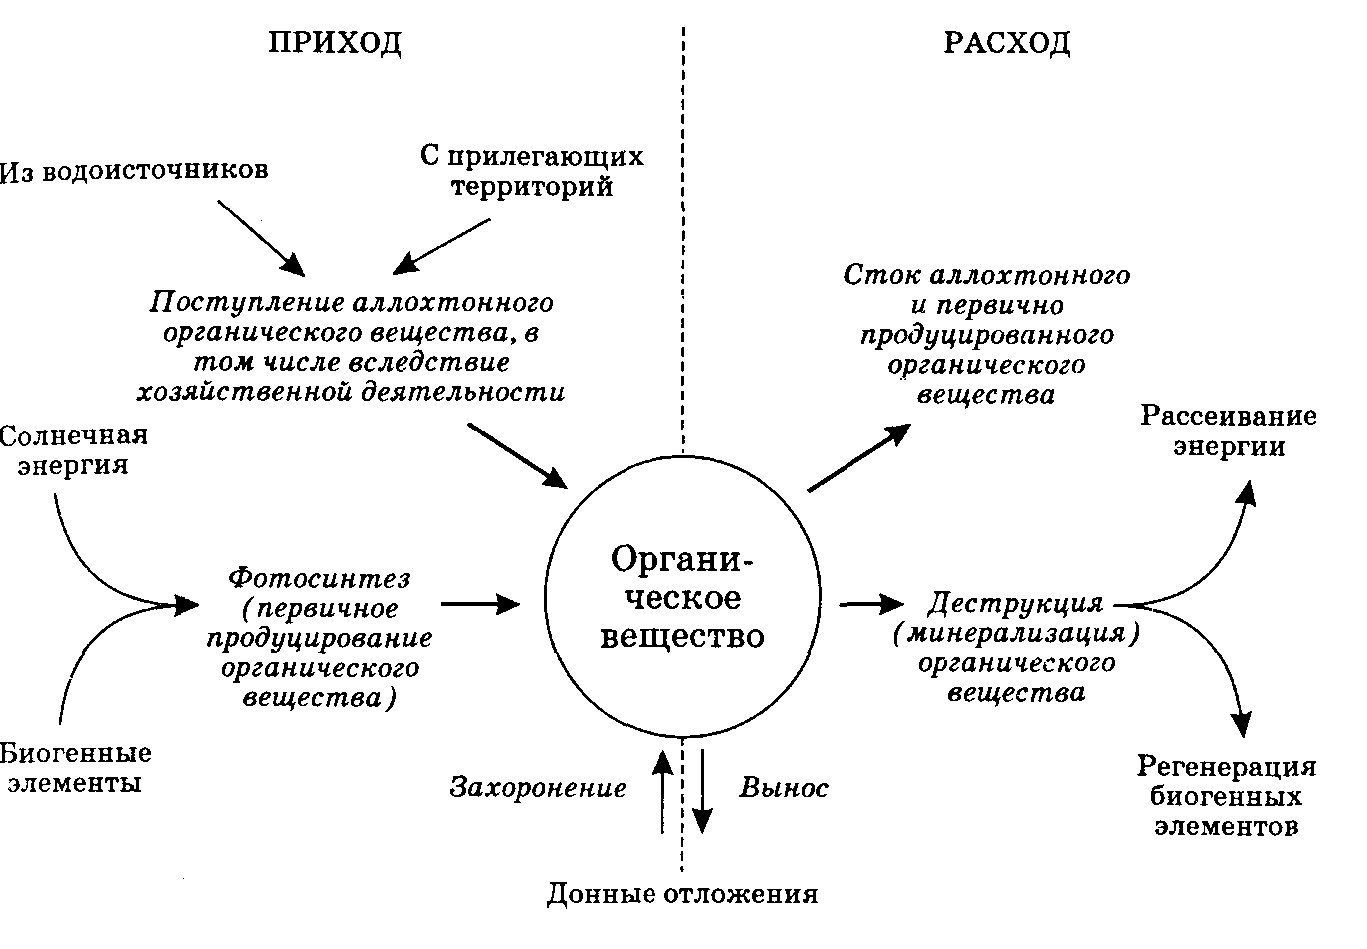 ПРИХОД
РАСХОД
Из водоисточников
С прилегающих
территорий
Поступление аллохтонного
органического вещества, в
том числе вследствие
хозяйственной деятельности
Сток аллохтонного
и первично
продуцированного
органического
вещества
Солнечная
энергия
Рассеивание
энергии
Фотосинтез
(первичное
продуцирование
органического
вещества)
Органи-
ческое
вещество
Деструкция
(минерализация)
органического
вещества
Биогенные
элементы
Захоронение
Вынос
Регенерация
биогенных
элементов
Донные отложения